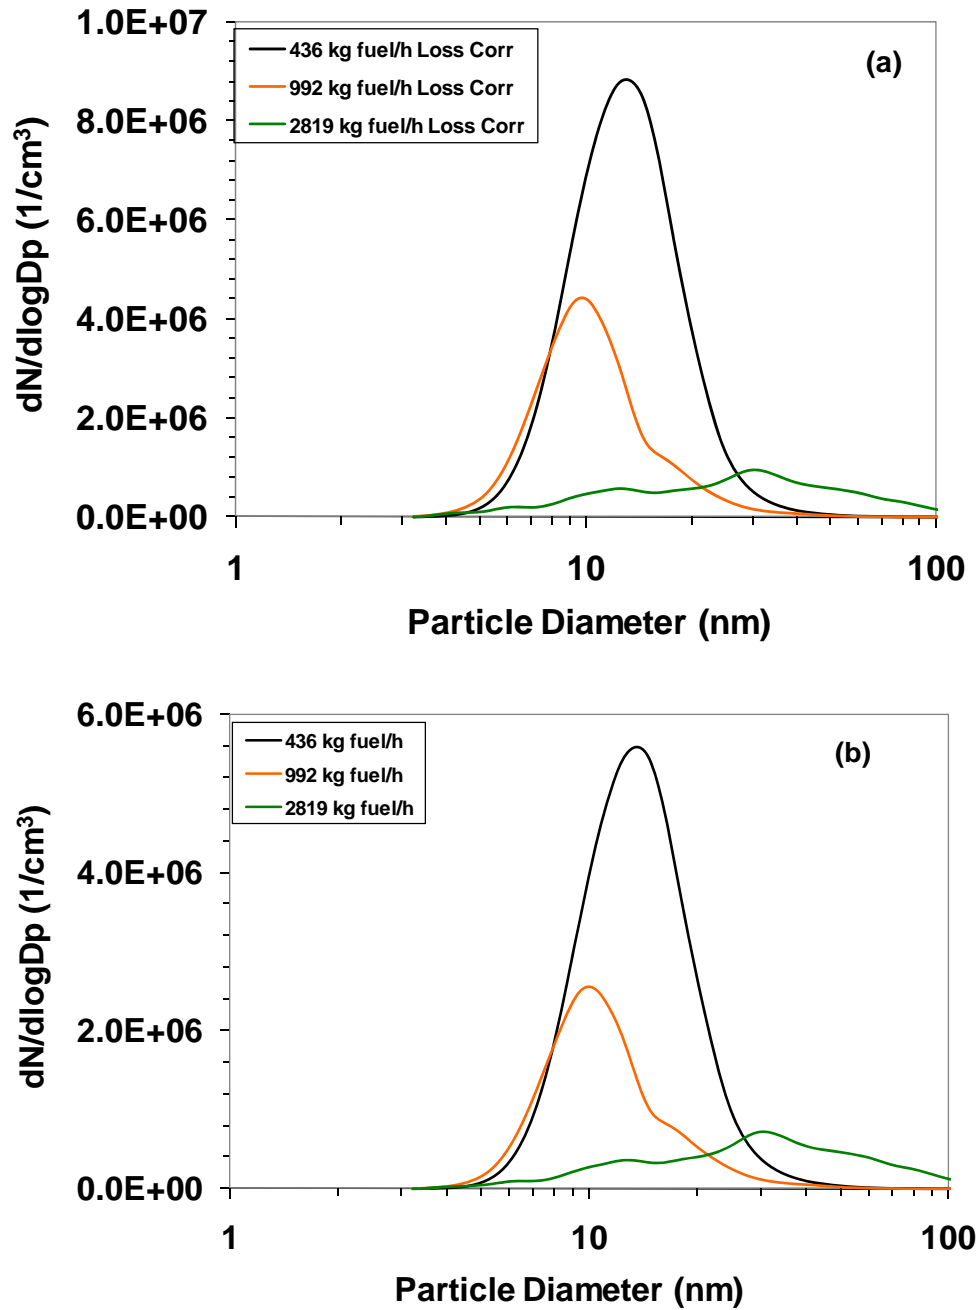 1.0E+07
8.0E+06
6.0E+06
4.0E+06
2.0E+06
0.0E+00
dN/dlogDp (1/cm³)
436 kg fuel/h Loss Corr
992 kg fuel/h Loss Corr
2819 kg fuel/h Loss Corr
(a)
1
10
100
Particle Diameter (nm)
6.0E+06
4.0E+06
2.0E+06
0.0E+00
dN/dlogDp (1/cm³)
436 kg fuel/h
992 kg fuel/h
2819 kg fuel/h
(b)
1
10
100
Particle Diameter (nm)